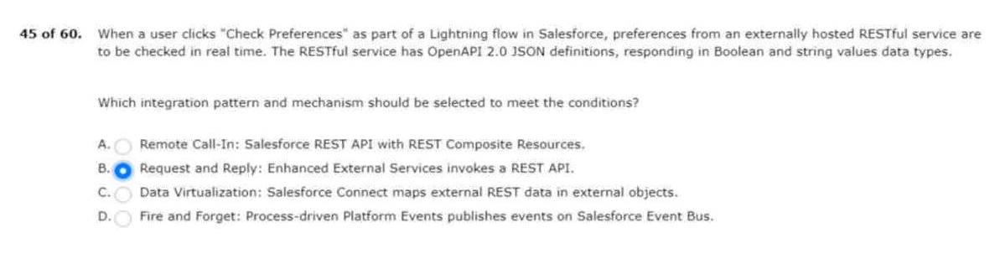 45 of 60. When a user clicks "Check Preferences" as part of a Lightning flow in Salesforce, preferences from an externally hosted RESTful service are
to be checked in real time. The RESTful service has OpenAPI 2.0 JSON definitions, responding in Boolean and string values data types.
Which integration pattern and mechanism should be selected to meet the conditions?
A. Remote Call-In: Salesforce REST API with REST Composite Resources.
B. Request and Reply: Enhanced External Services invokes a REST API.
C. Data Virtualization: Salesforce Connect maps external REST data in external objects.
D. Fire and Forget: Process-driven Platform Events publishes events on Salesforce Event Bus.